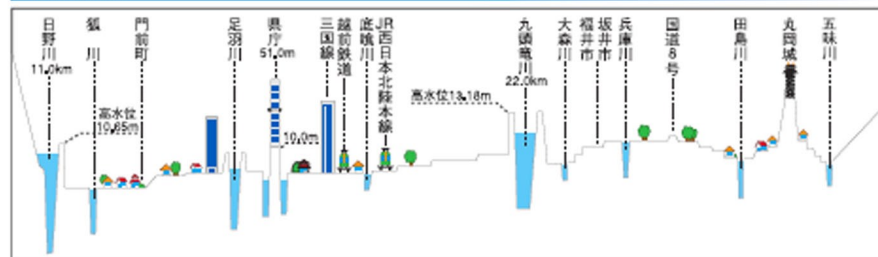 日野川
11.0km
狐川
門前町
足羽川
県庁
51.0m
三国線
越前鉄道
底喰川
JR西日本北陸本線
九頭竜川
22.0km
大森川
福井市
坂井市
兵庫川
国道8号
田島川
丸岡城
五味川
高水位
10.65m
10.0m
高水位13.18m